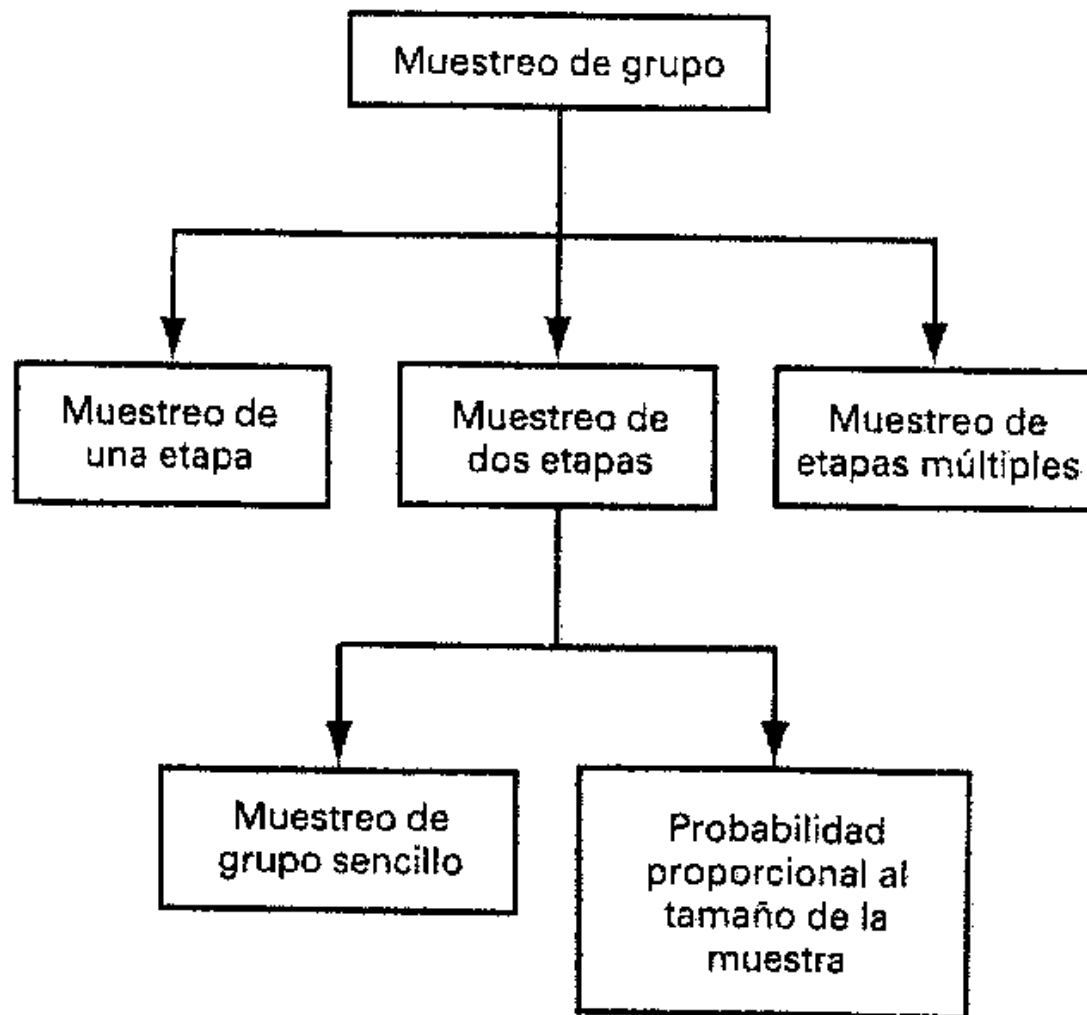 Muestreo de grupo
Muestreo de
una etapa
Muestreo de
dos etapas
Muestreo de
etapas múltiples
Muestreo de
grupo sencillo
Probabilidad
proporcional al
tamaño de la
muestra